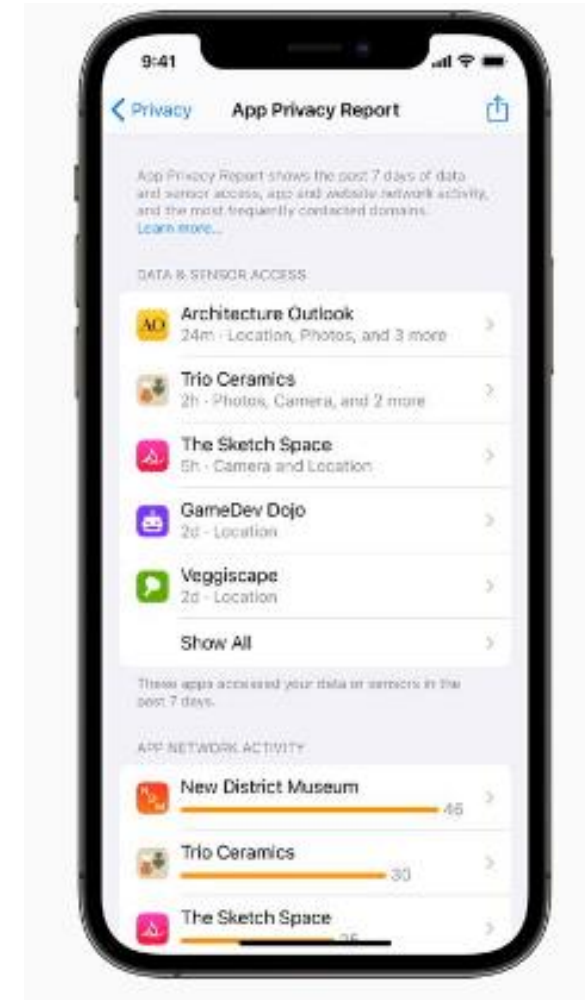 9:41
Privacy
App Privacy Report
App Privacy Report shows the past 7 days of data
and sensor access, app and website network activity,
and the most frequently contacted domains.
Learn more...
DATA & SENSOR ACCESS
AO
Architecture Outlook
24m · Location, Photos, and 3 more
Trio Ceramics
2h · Photos, Camera, and 2 more
The Sketch Space
5h · Camera and Location
GameDev Dojo
2d · Location
Veggiscape
2d · Location
Show All
These apps accessed your data or sensors in the
past 7 days.
APP NETWORK ACTIVITY
New District Museum
46
Trio Ceramics
30
The Sketch Space